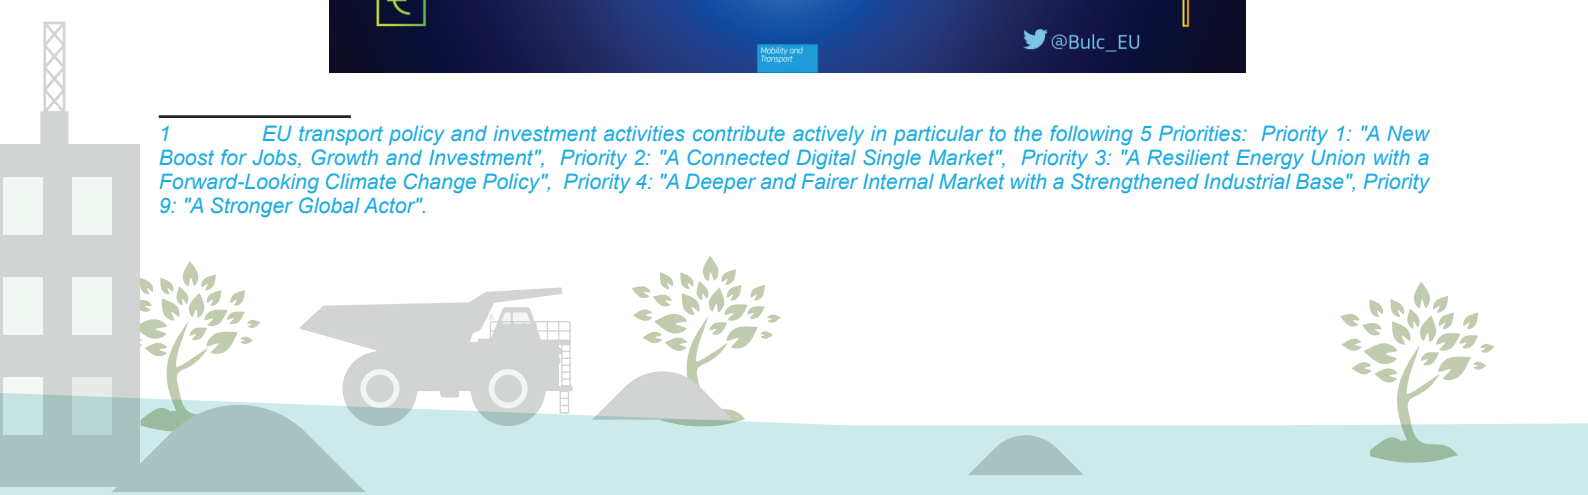 @Bulc_EU
Mobility and
Transport
1 EU transport policy and investment activities contribute actively in particular to the following 5 Priorities: Priority 1: "A New
Boost for Jobs, Growth and Investment", Priority 2: "A Connected Digital Single Market", Priority 3: "A Resilient Energy Union with a
Forward-Looking Climate Change Policy", Priority 4: "A Deeper and Fairer Internal Market with a Strengthened Industrial Base", Priority
9: "A Stronger Global Actor".